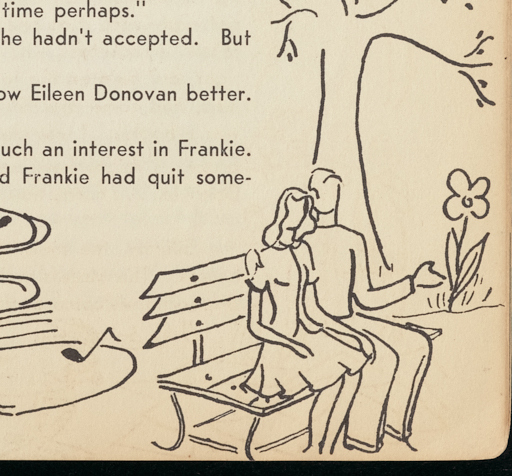 time perhaps."
he hadn't accepted. But
ow Eileen Donovan better.
uch an interest in Frankie.
d Frankie had quit some-